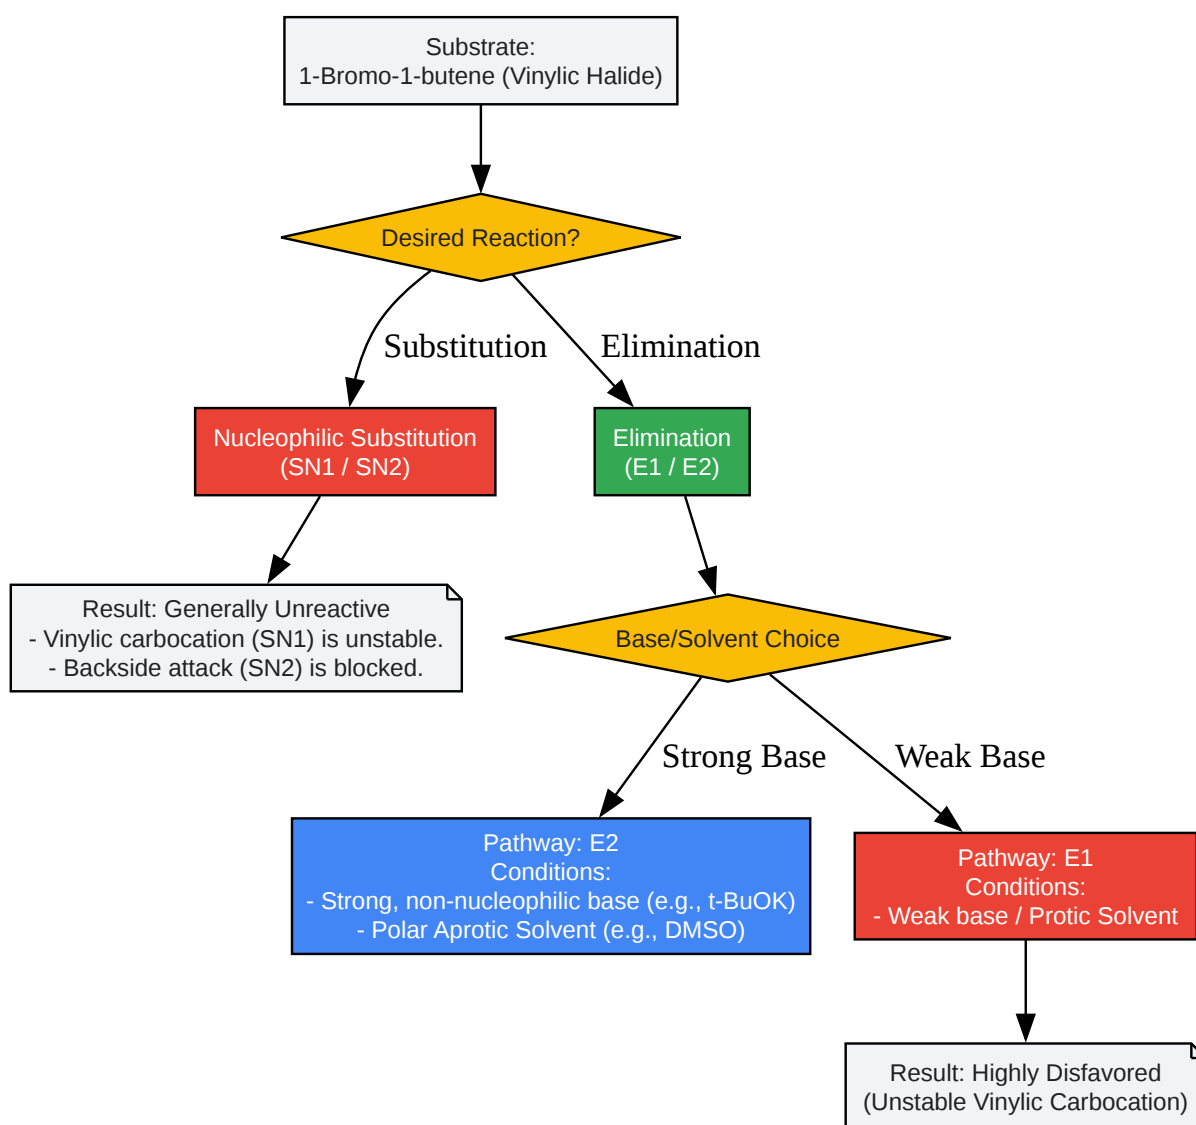 Substrate:
1-Bromo-1-butene (Vinylic Halide)
Desired Reaction?
Substitution
Elimination
Nucleophilic Substitution
(SN1 / SN2)
Elimination
(E1 / E2)
Result: Generally Unreactive
- Vinylic carbocation (SN1) is unstable.
- Backside attack (SN2) is blocked.
Base/Solvent Choice
Strong Base
Weak Base
Pathway: E2
Conditions:
- Strong, non-nucleophilic base (e.g., t-BuOK)
- Polar Aprotic Solvent (e.g., DMSO)
Pathway: E1
Conditions:
- Weak base / Protic Solvent
Result: Highly Disfavored
(Unstable Vinylic Carbocation)